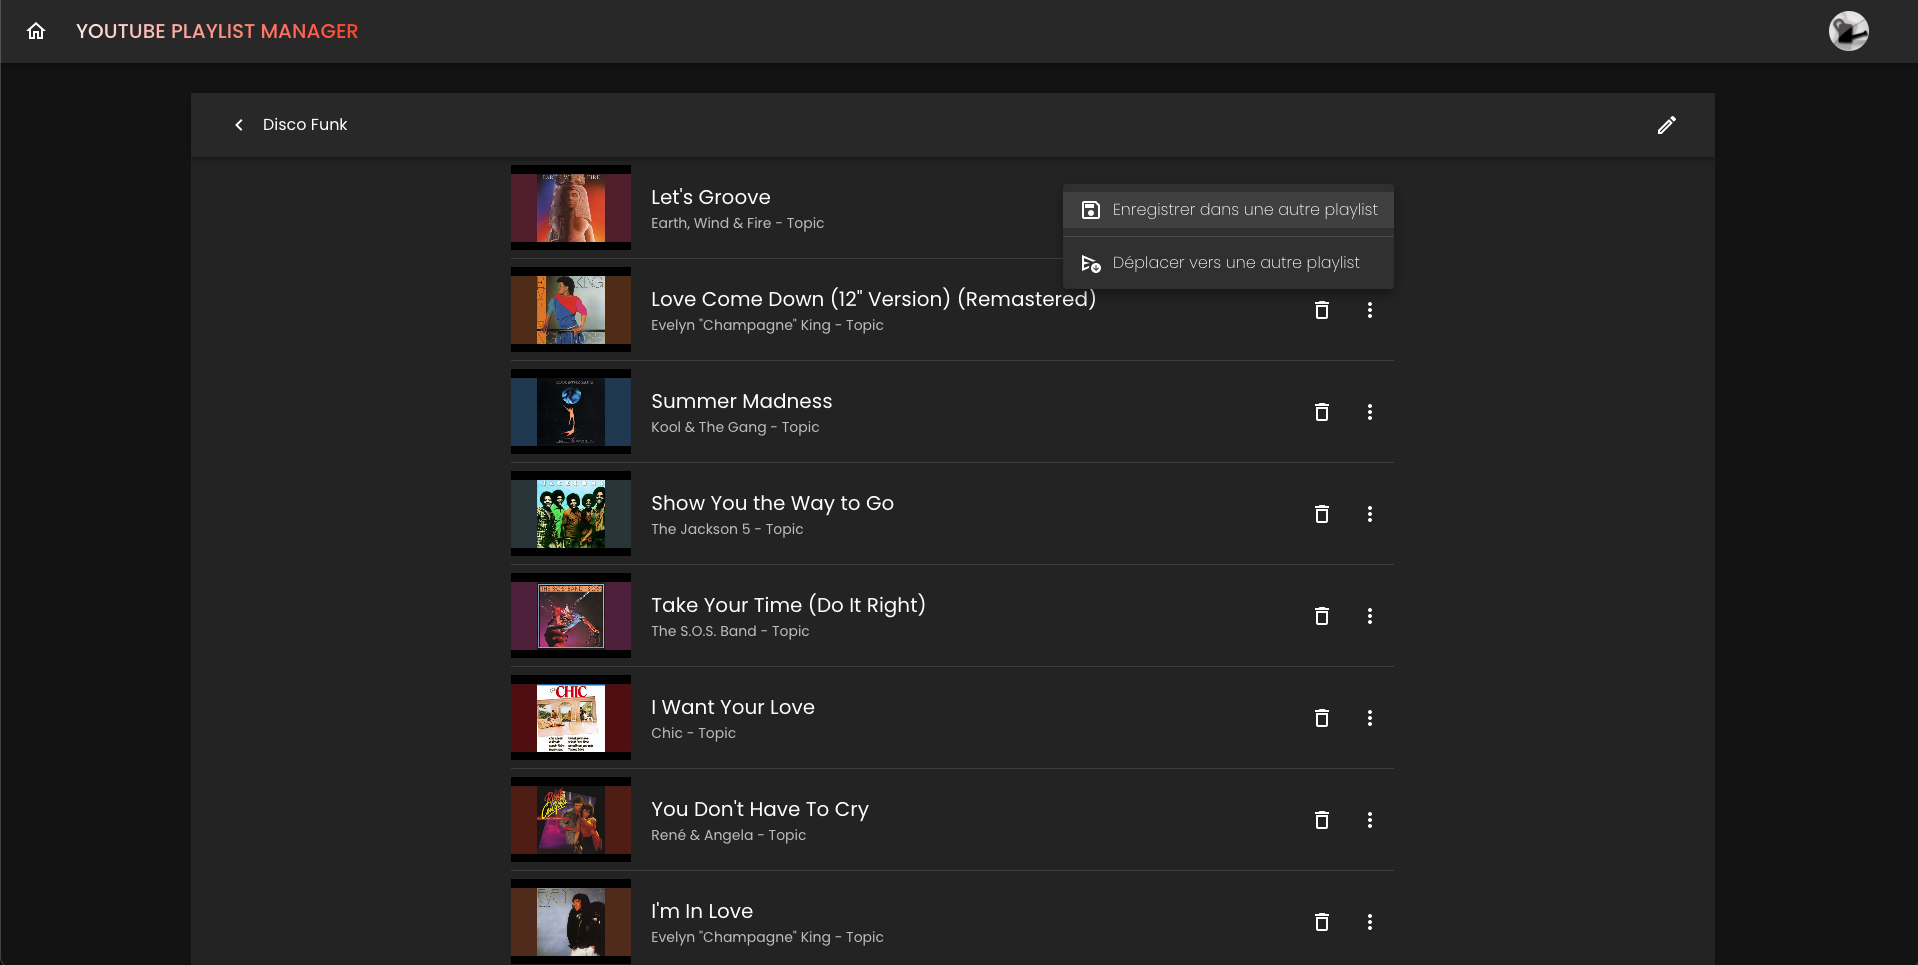 YOUTUBE PLAYLIST MANAGER
Disco Funk
Let's Groove
Earth, Wind & Fire - Topic
Enregistrer dans une autre playlist
Déplacer vers une autre playlist
KING
Love Come Down (12" Version) (Remastered)
Evelyn "Champagne" King - Topic
Summer Madness
Kool & The Gang - Topic
Show You the Way to Go
The Jackson 5 - Topic
Take Your Time (Do It Right)
The S.O.S. Band - Topic
CHIC
I Want Your Love
Chic - Topic
You Don't Have To Cry
René & Angela - Topic
I'm In Love
Evelyn "Champagne" King - Topic